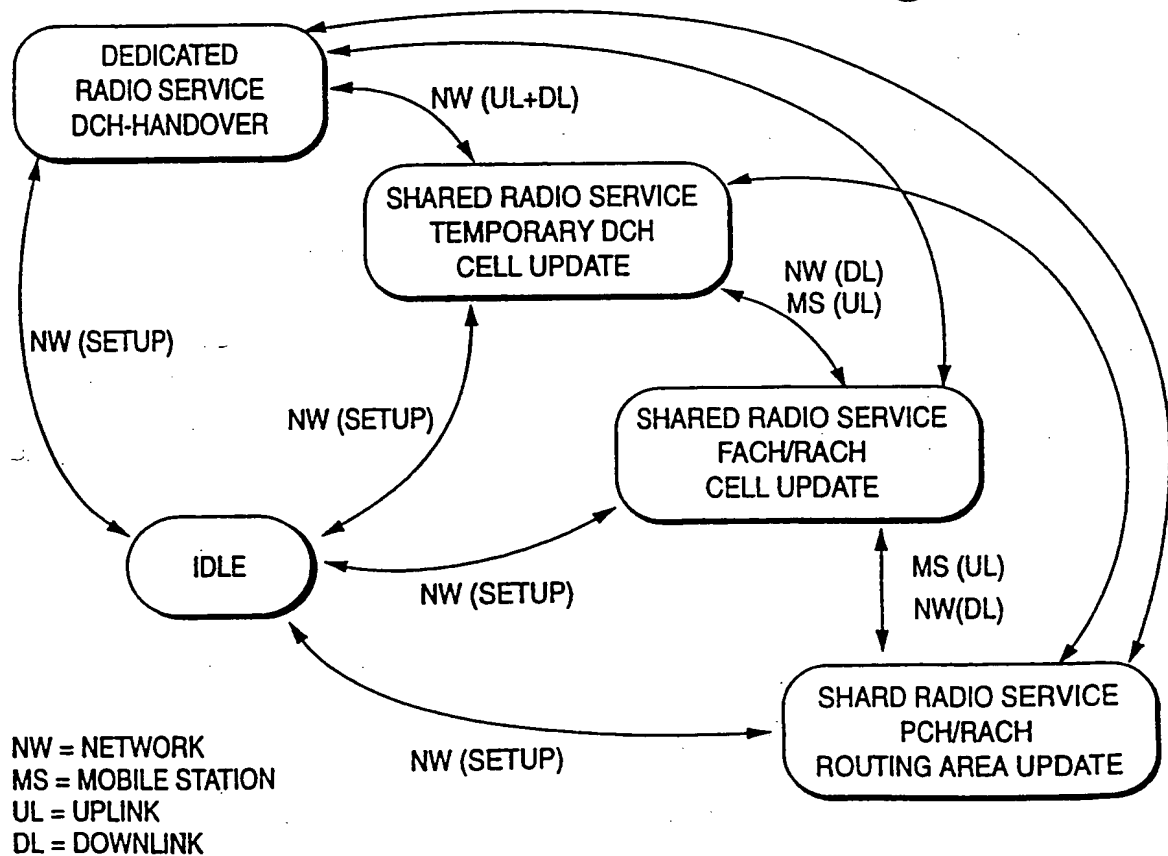 DEDICATED
RADIO SERVICE
DCH-HANDOVER
NW (UL+DL)
SHARED RADIO SERVICE
TEMPORARY DCH
CELL UPDATE
NW (DL)
MS (UL)
NW (SETUP)
NW (SETUP)
SHARED RADIO SERVICE
FACH/RACH
CELL UPDATE
IDLE
NW (SETUP)
MS (UL)
NW(DL)
SHARD RADIO SERVICE
PCH/RACH
ROUTING AREA UPDATE
NW (SETUP)
NW = NETWORK
MS = MOBILE STATION
UL = UPLINK
DL = DOWNLINK